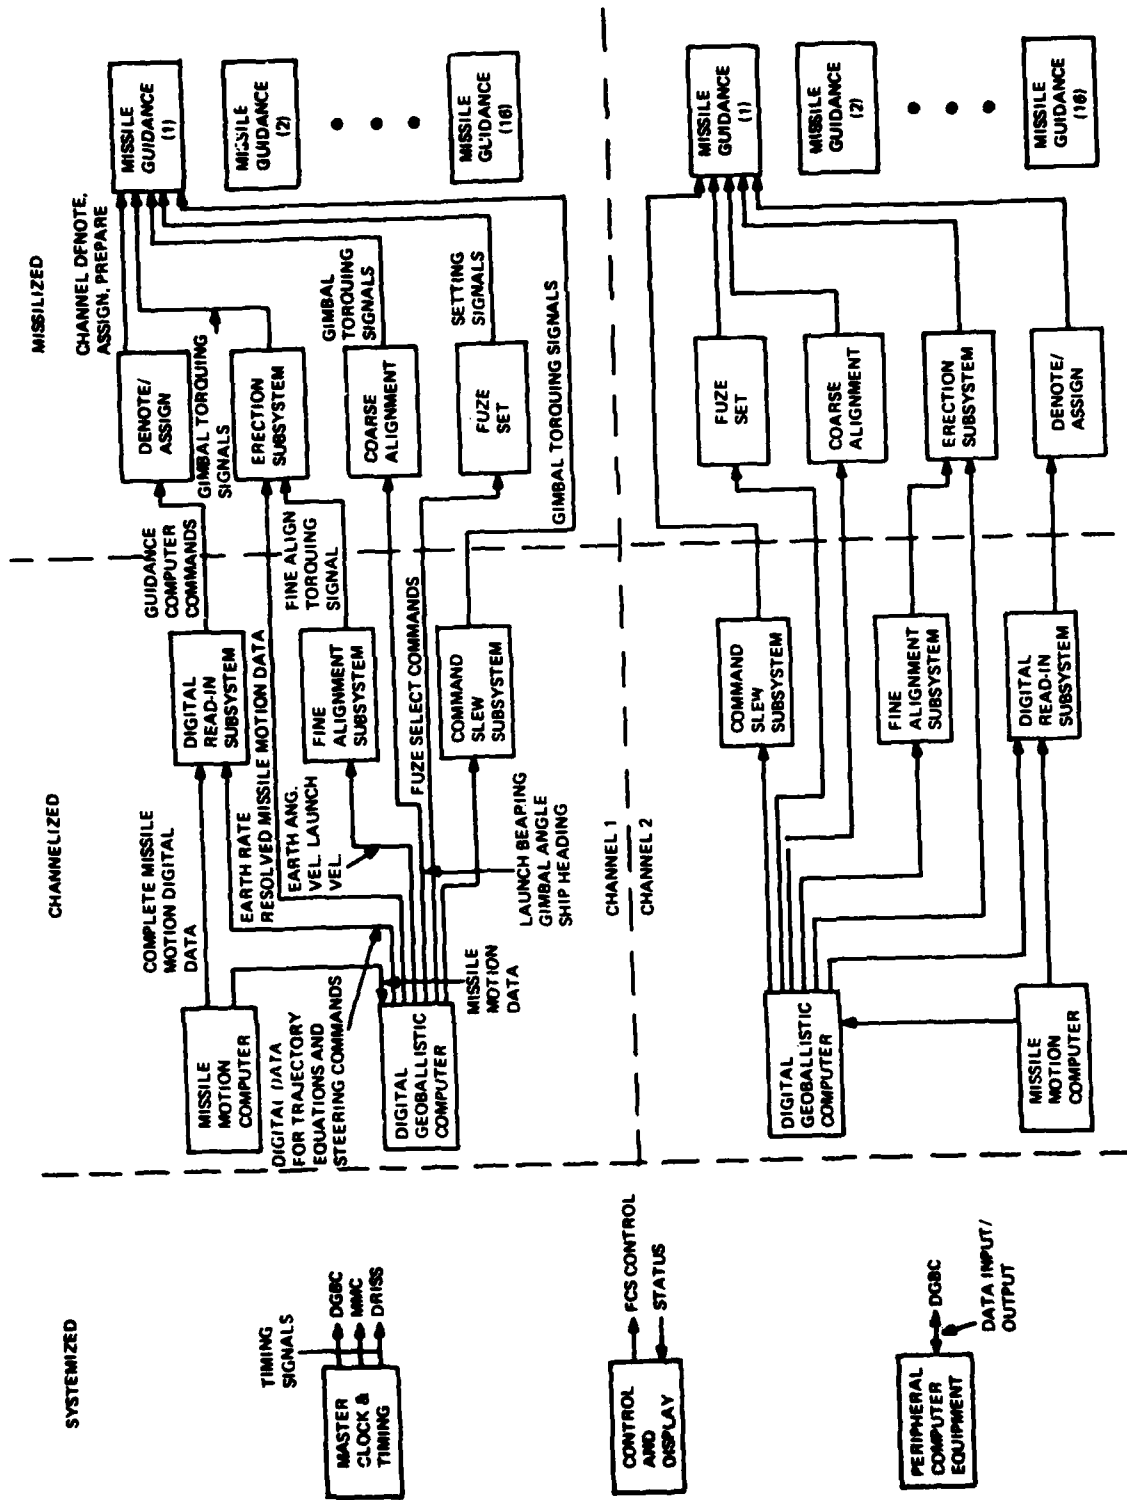 SYSTEMIZED
TIMING
SIGNALS
MASTER
CLOCK &
TIMING
DGBC
MMC
DRISS
CONTROL
AND
DISPLAY
FCS CONTROL
STATUS
PERIPHERAL
COMPUTER
EQUIPMENT
DGBC
DATA INPUT/
OUTPUT
CHANNELIZED
MISSILE
MOTION
COMPUTER
COMPLETE MISSILE
MOTION DIGITAL
DATA
DIGITAL DATA
FOR TRAJECTORY
EQUATIONS AND
STEERING COMMANDS
DIGITAL
GEOBALLISTIC
COMPUTER
MISSILE
MOTION
DATA
EARTH RATE
RESOLVED MISSILE MOTION DATA
EARTH ANG.
VEL. LAUNCH
VEL.
LAUNCH BEAPING
GIMBAL ANGLE
SHIP HEADING
FUZE SELECT COMMANDS
DIGITAL
READ-IN
SUBSYSTEM
FINE
ALIGNMENT
SUBSYSTEM
COMMAND
SLEW
SUBSYSTEM
GUIDANCE
COMPUTER
COMMANDS
FINE ALIGN
TORQUING
SIGNAL
MISSILIZED
CHANNEL DENOTE,
ASSIGN, PREPARE
DENOTE/
ASSIGN
GIMBAL TORQUING
SIGNALS
ERECTION
SUBSYSTEM
GIMBAL
TORQUING
SIGNALS
COARSE
ALIGNMENT
SETTING
SIGNALS
FUZE
SET
GIMBAL TORQUING SIGNALS
MISSILE
GUIDANCE
(1)
MISSILE
GUIDANCE
(2)
MISSILE
GUIDANCE
(16)
CHANNEL 1
CHANNEL 2
DIGITAL
GEOBALLISTIC
COMPUTER
MISSILE
MOTION
COMPUTER
COMMAND
SLEW
SUBSYSTEM
FINE
ALIGNMENT
SUBSYSTEM
DIGITAL
READ-IN
SUBSYSTEM
FUZE
SET
COARSE
ALIGNMENT
ERECTION
SUBSYSTEM
DENOTE/
ASSIGN
MISSILE
GUIDANCE
(1)
MISSILE
GUIDANCE
(2)
MISSILE
GUIDANCE
(16)